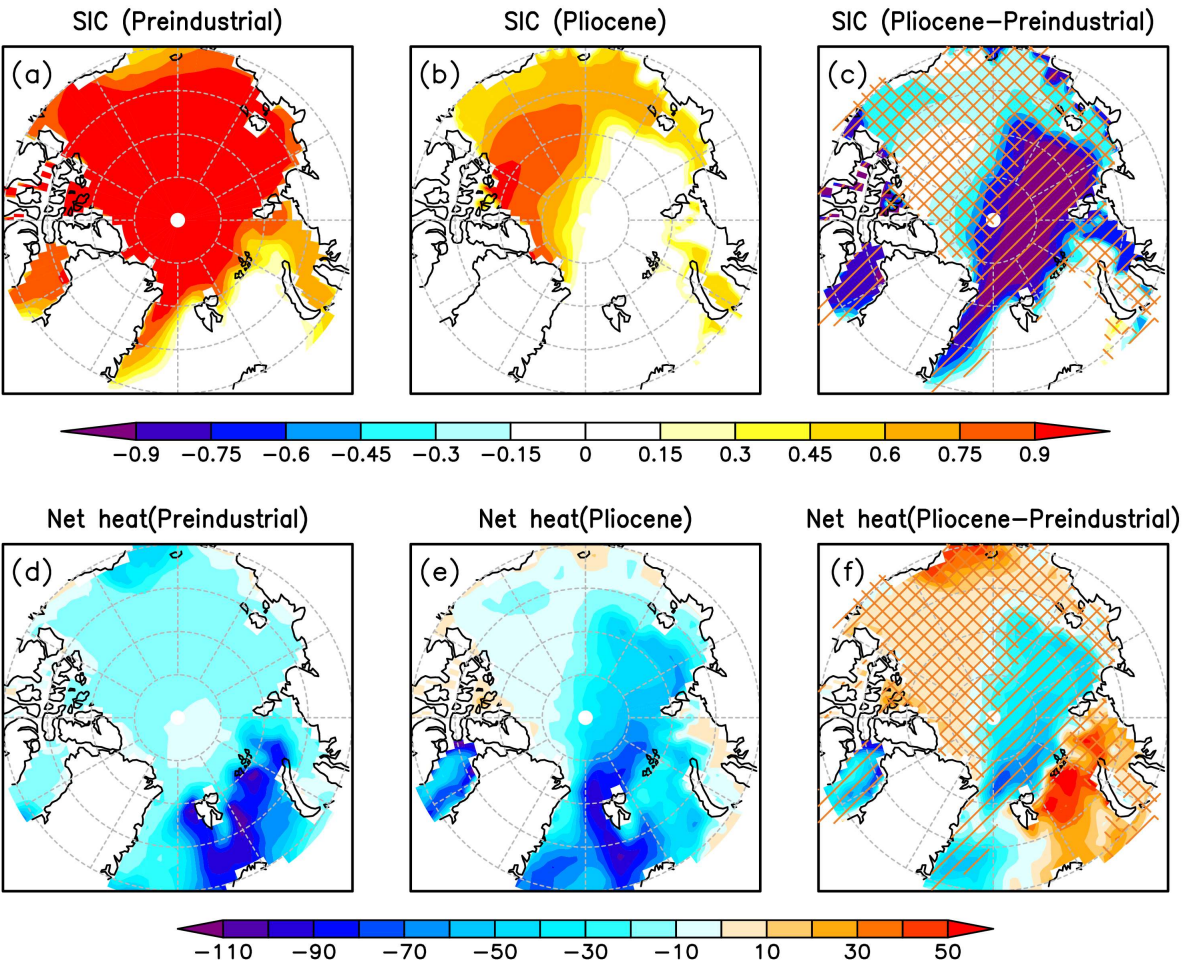 SIC (Preindustrial) SIC (Pliocene) SIC (Pliocene−Preindustrial)
(a) (b) (c)
−0.9 −0.75 −0.6 −0.45 −0.3 −0.15 0 0.15 0.3 0.45 0.6 0.75 0.9
Net heat(Preindustrial) Net heat(Pliocene) Net heat(Pliocene−Preindustrial)
(d) (e) (f)
−110 −90 −70 −50 −30 −10 10 30 50